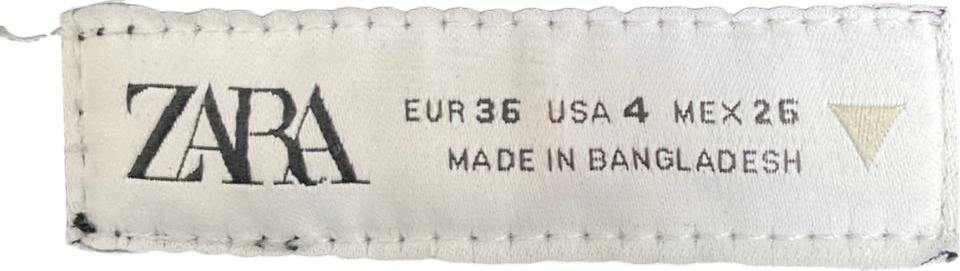 ZARA
EUR 36 USA 4 MEX 26
MADE IN BANGLADESH